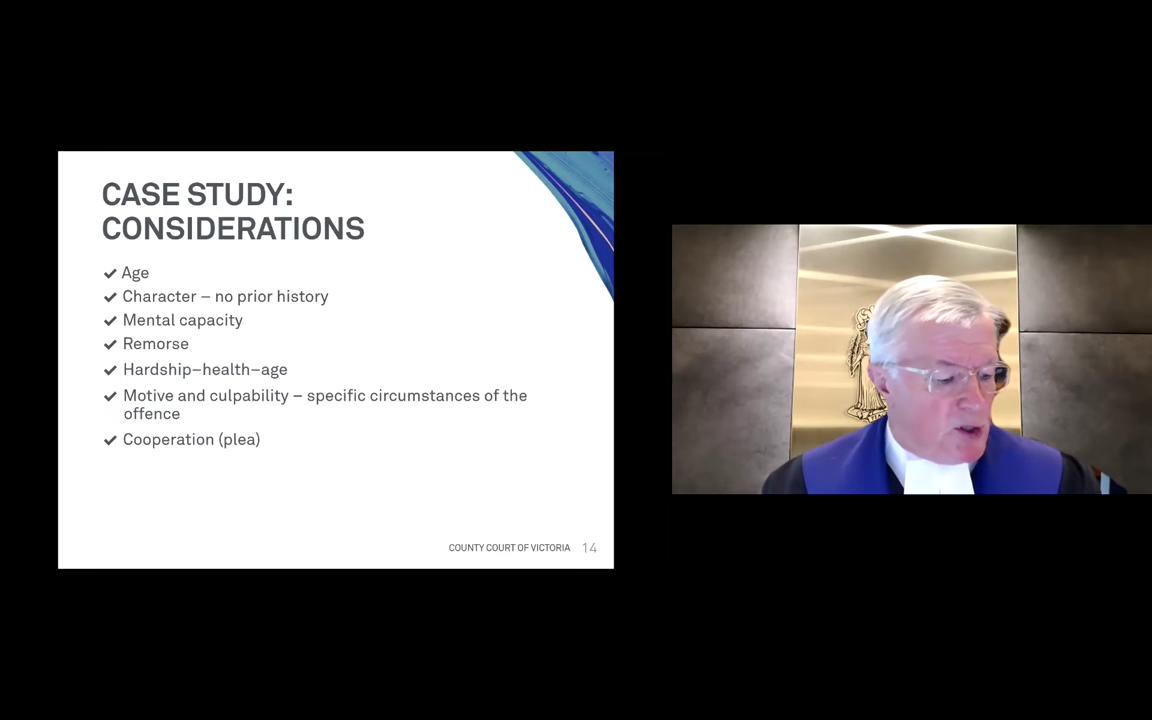 CASE STUDY:
CONSIDERATIONS
✔ Age
✔ Character – no prior history
✔ Mental capacity
✔ Remorse
✔ Hardship–health–age
✔ Motive and culpability – specific circumstances of the
offence
✔ Cooperation (plea)
COUNTY COURT OF VICTORIA 14